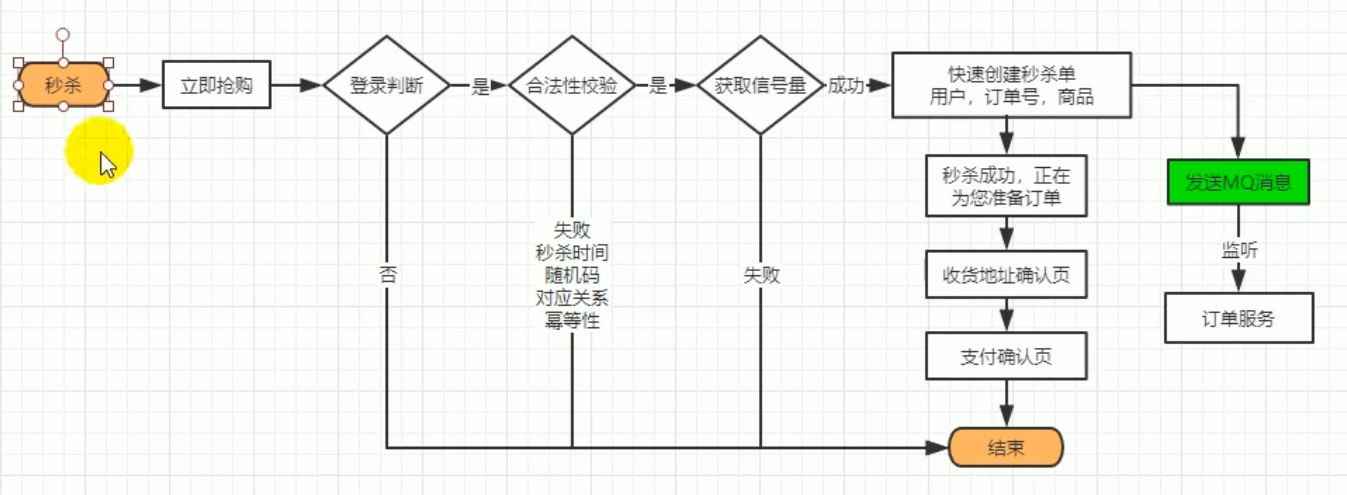 秒杀
立即抢购
登录判断
是
合法性校验
是
获取信号量
成功
快速创建秒杀单
用户，订单号，商品
秒杀成功，正在
为您准备订单
发送MQ消息
失败
秒杀时间
随机码
对应关系
幂等性
否
失败
监听
收货地址确认页
订单服务
支付确认页
结束